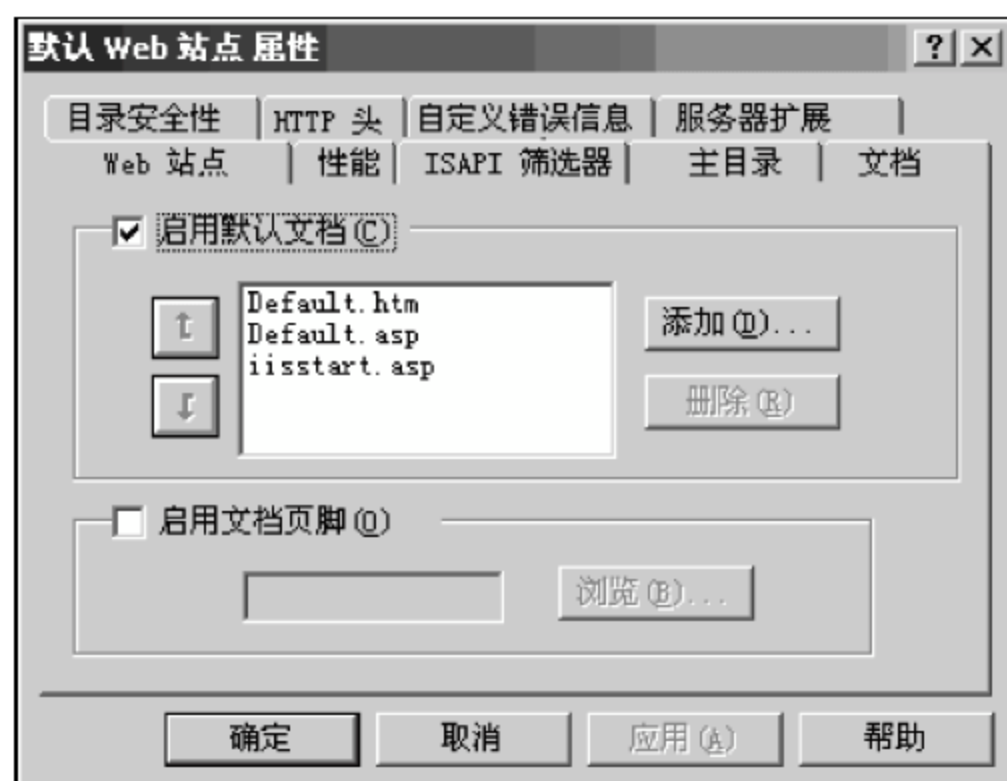 默认 Web 站点 属性
目录安全性 HTTP 头 自定义错误信息 服务器扩展
Web 站点 性能 ISAPI 筛选器 主目录 文档
启用默认文档(C)
Default.htm
Default.asp
iisstart.asp
添加(D)...
删除(R)
启用文档页脚(O)
浏览(B)...
确定 取消 应用(A) 帮助